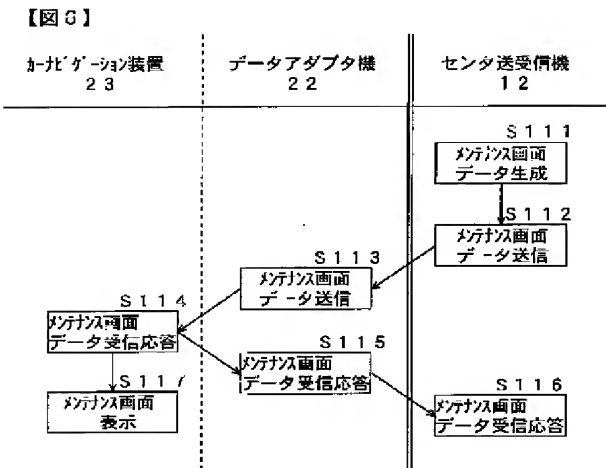 【図6】
カーナビゲーション装置
23
データアダプタ機
22
センタ送受信機
12
S111
メンテナンス画面
データ生成
S112
メンテナンス画面
データ送信
S113
メンテナンス画面
データ送信
S114
メンテナンス画面
データ受信応答
S115
メンテナンス画面
データ受信応答
S116
メンテナンス画面
データ受信応答
S117
メンテナンス画面
表示